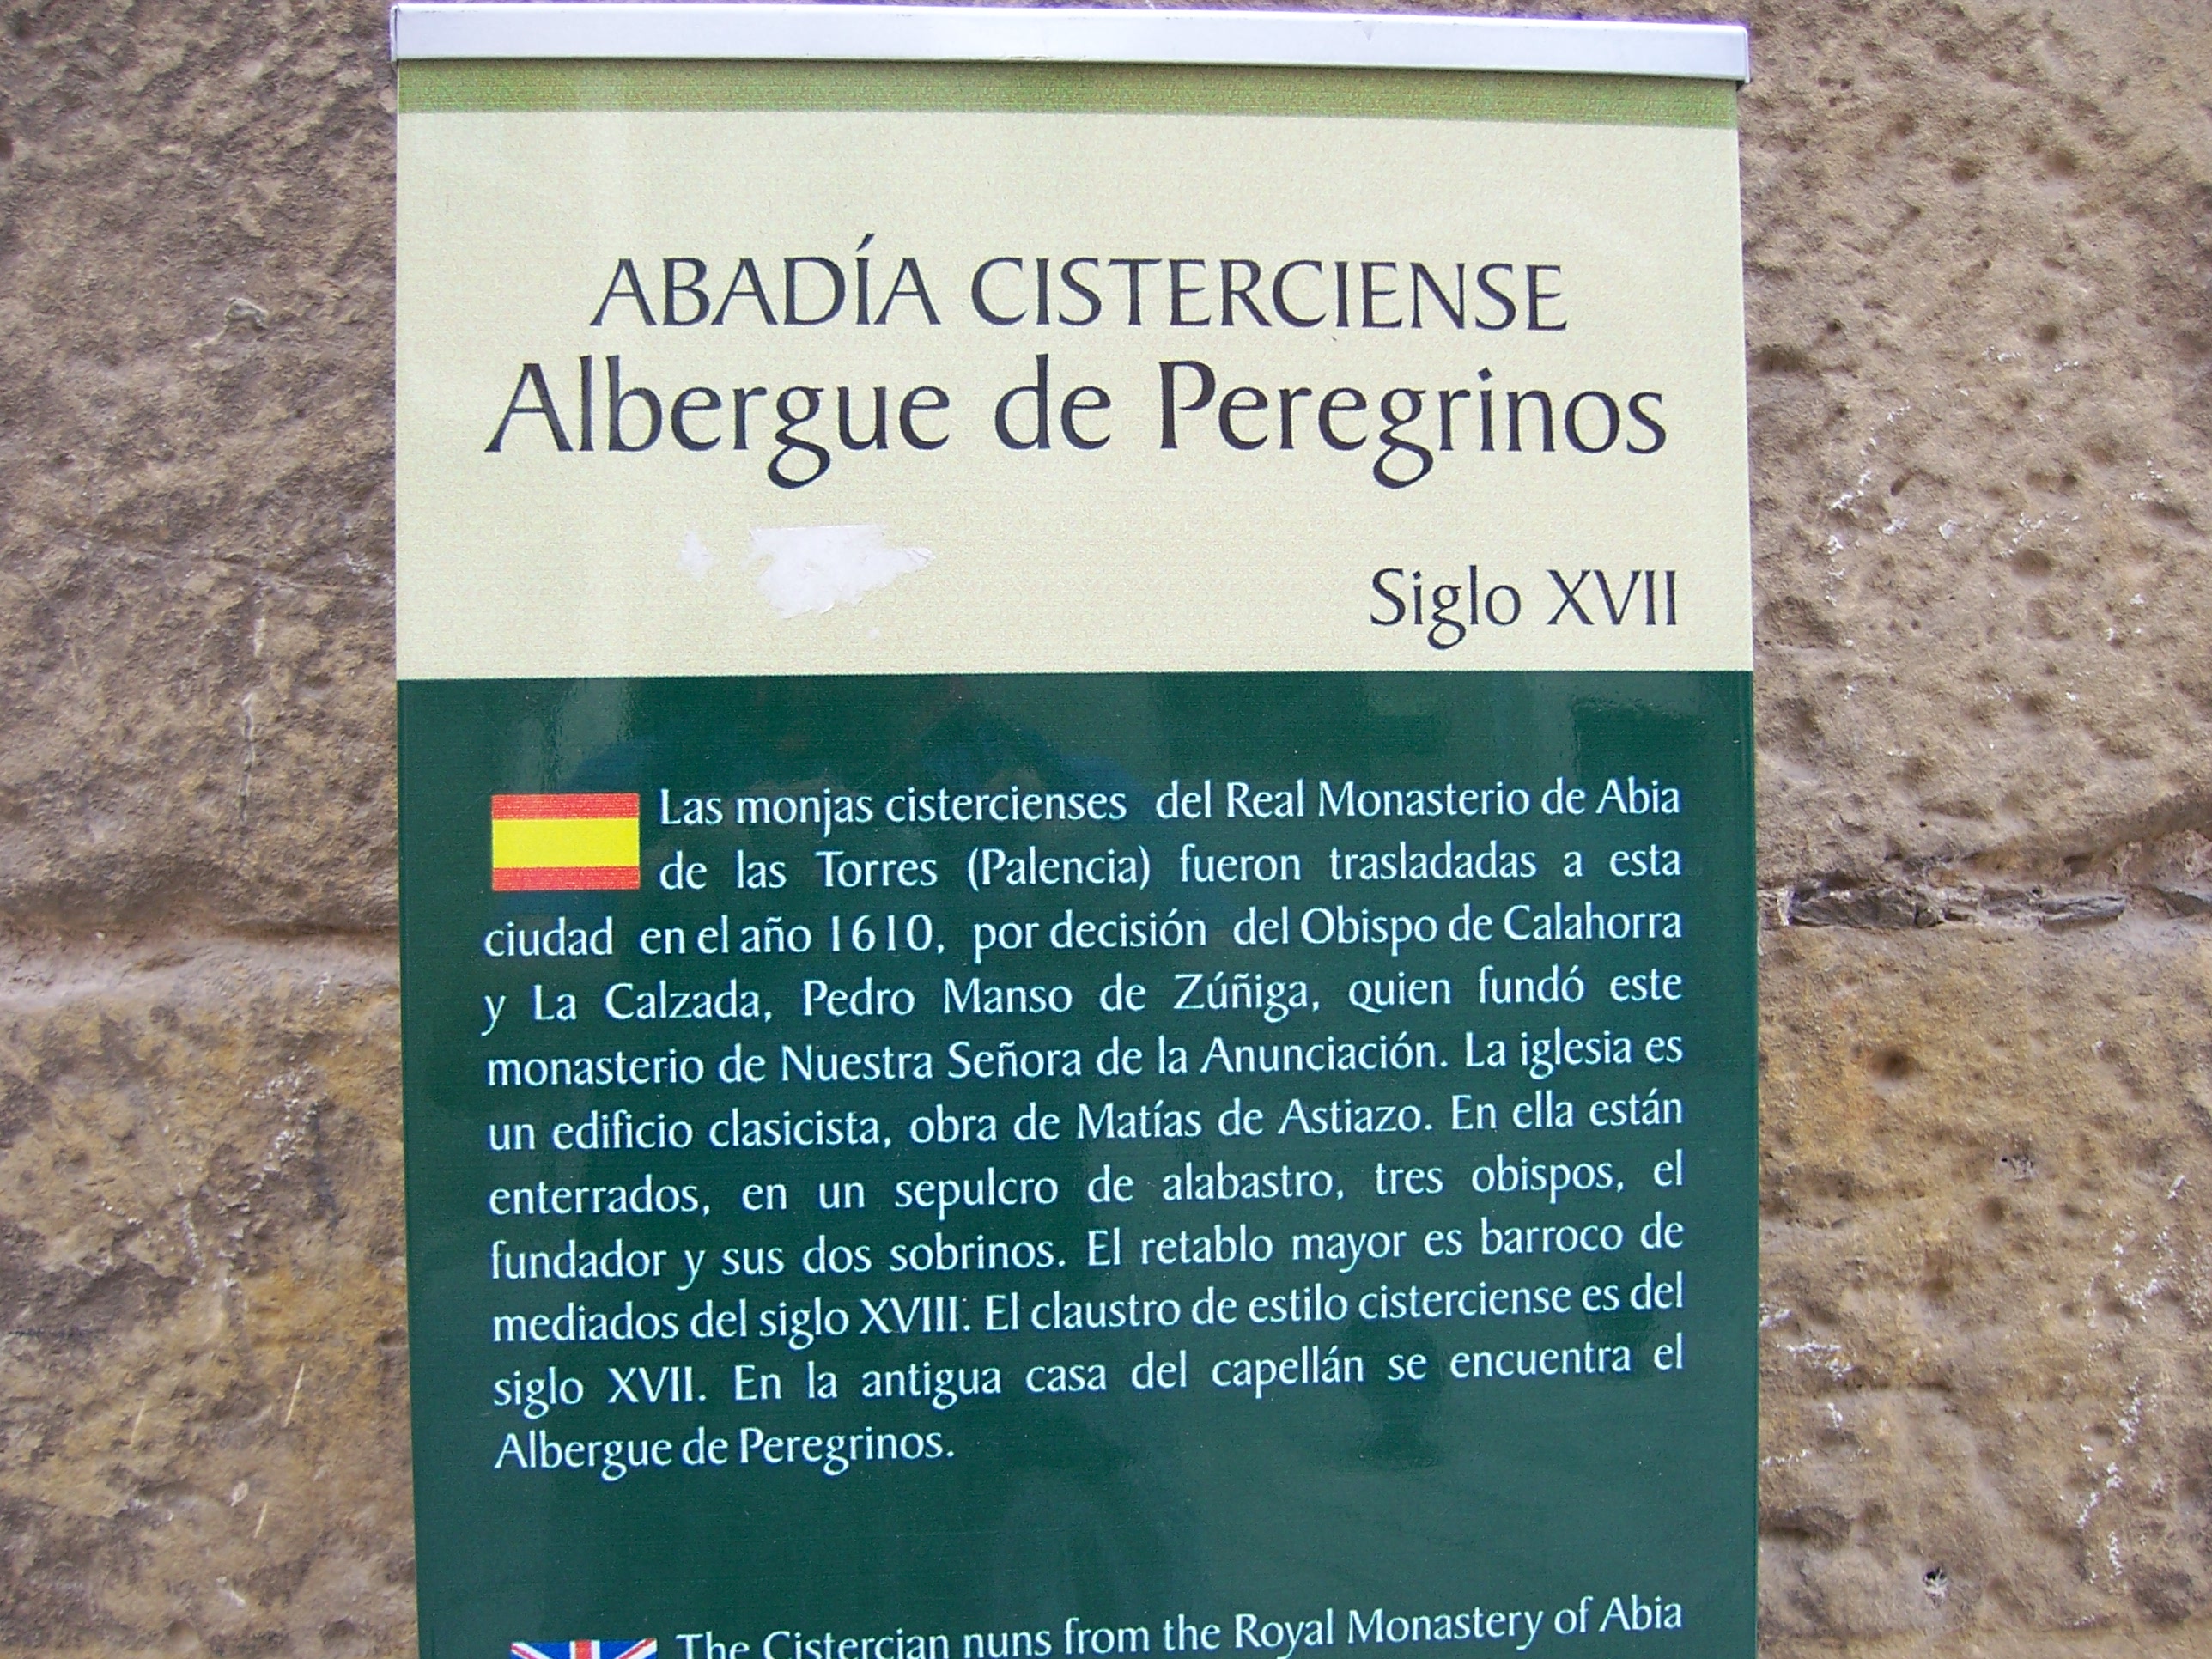 ABADÍA CISTERCIENSE
Albergue de Peregrinos
Siglo XVII
Las monjas cistercienses del Real Monasterio de Abia
de las Torres (Palencia) fueron trasladadas a esta
ciudad en el año 1610, por decisión del Obispo de Calahorra
y La Calzada, Pedro Manso de Zúñiga, quien fundó este
monasterio de Nuestra Señora de la Anunciación. La iglesia es
un edificio clasicista, obra de Matías de Astiazo. En ella están
enterrados, en un sepulcro de alabastro, tres obispos, el
fundador y sus dos sobrinos. El retablo mayor es barroco de
mediados del siglo XVIII. El claustro de estilo cisterciense es del
siglo XVII. En la antigua casa del capellán se encuentra el
Albergue de Peregrinos.
The Cistercian nuns from the Royal Monastery of Abia